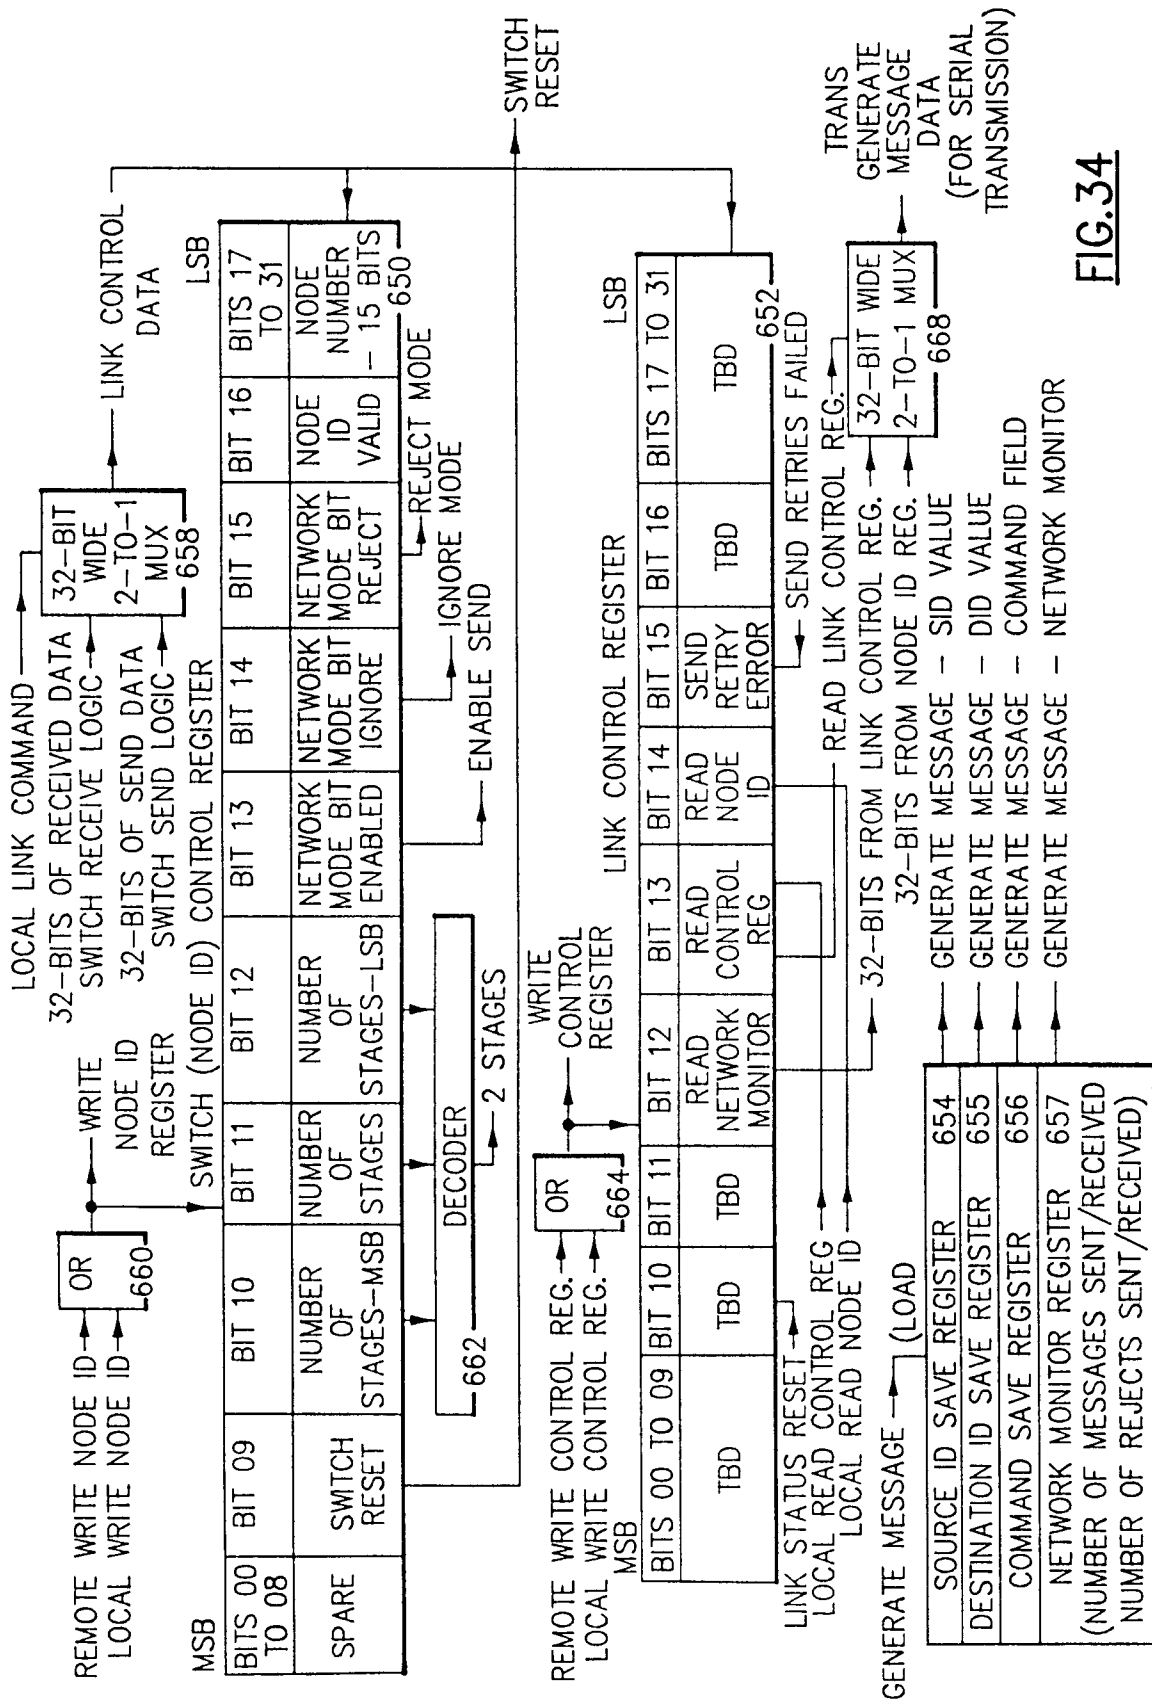 LOCAL LINK COMMAND
32-BITS OF RECEIVED DATA
SWITCH RECEIVE LOGIC
32-BITS OF SEND DATA
SWITCH SEND LOGIC
32-BIT
WIDE
2-TO-1
MUX
658
LINK CONTROL
DATA
REMOTE WRITE NODE ID
LOCAL WRITE NODE ID
OR
660
WRITE
NODE ID
REGISTER
SWITCH (NODE ID) CONTROL REGISTER
MSB
LSB
BITS 00
TO 08
BIT 09
BIT 10
BIT 11
BIT 12
BIT 13
BIT 14
BIT 15
BIT 16
BITS 17
TO 31
SPARE
SWITCH
RESET
NUMBER
OF
STAGES-MSB
NUMBER
OF
STAGES
NUMBER
OF
STAGES-LSB
NETWORK
MODE BIT
ENABLED
NETWORK
MODE BIT
IGNORE
NETWORK
MODE BIT
REJECT
NODE
ID
VALID
NODE
NUMBER
- 15 BITS
650
DECODER
662
2 STAGES
ENABLE SEND
IGNORE MODE
REJECT MODE
SWITCH
RESET
REMOTE WRITE CONTROL REG.
LOCAL WRITE CONTROL REG.
OR
664
WRITE
CONTROL
REGISTER
LINK CONTROL REGISTER
MSB
LSB
BITS 00 TO 09
BIT 10
BIT 11
BIT 12
BIT 13
BIT 14
BIT 15
BIT 16
BITS 17 TO 31
TBD
TBD
TBD
READ
NETWORK
MONITOR
READ
CONTROL
REG
READ
NODE
ID
SEND
RETRY
ERROR
TBD
TBD
652
LINK STATUS RESET
LOCAL READ CONTROL REG
LOCAL READ NODE ID
SEND RETRIES FAILED
READ LINK CONTROL REG.
32-BITS FROM LINK CONTROL REG.
32-BITS FROM NODE ID REG.
32-BIT WIDE
2-TO-1 MUX
668
TRANS
GENERATE
MESSAGE
DATA
(FOR SERIAL
TRANSMISSION)
GENERATE MESSAGE
(LOAD
SOURCE ID SAVE REGISTER 654
DESTINATION ID SAVE REGISTER 655
COMMAND SAVE REGISTER 656
NETWORK MONITOR REGISTER 657
(NUMBER OF MESSAGES SENT/RECEIVED
NUMBER OF REJECTS SENT/RECEIVED)
GENERATE MESSAGE - SID VALUE
GENERATE MESSAGE - DID VALUE
GENERATE MESSAGE - COMMAND FIELD
GENERATE MESSAGE - NETWORK MONITOR
FIG.34